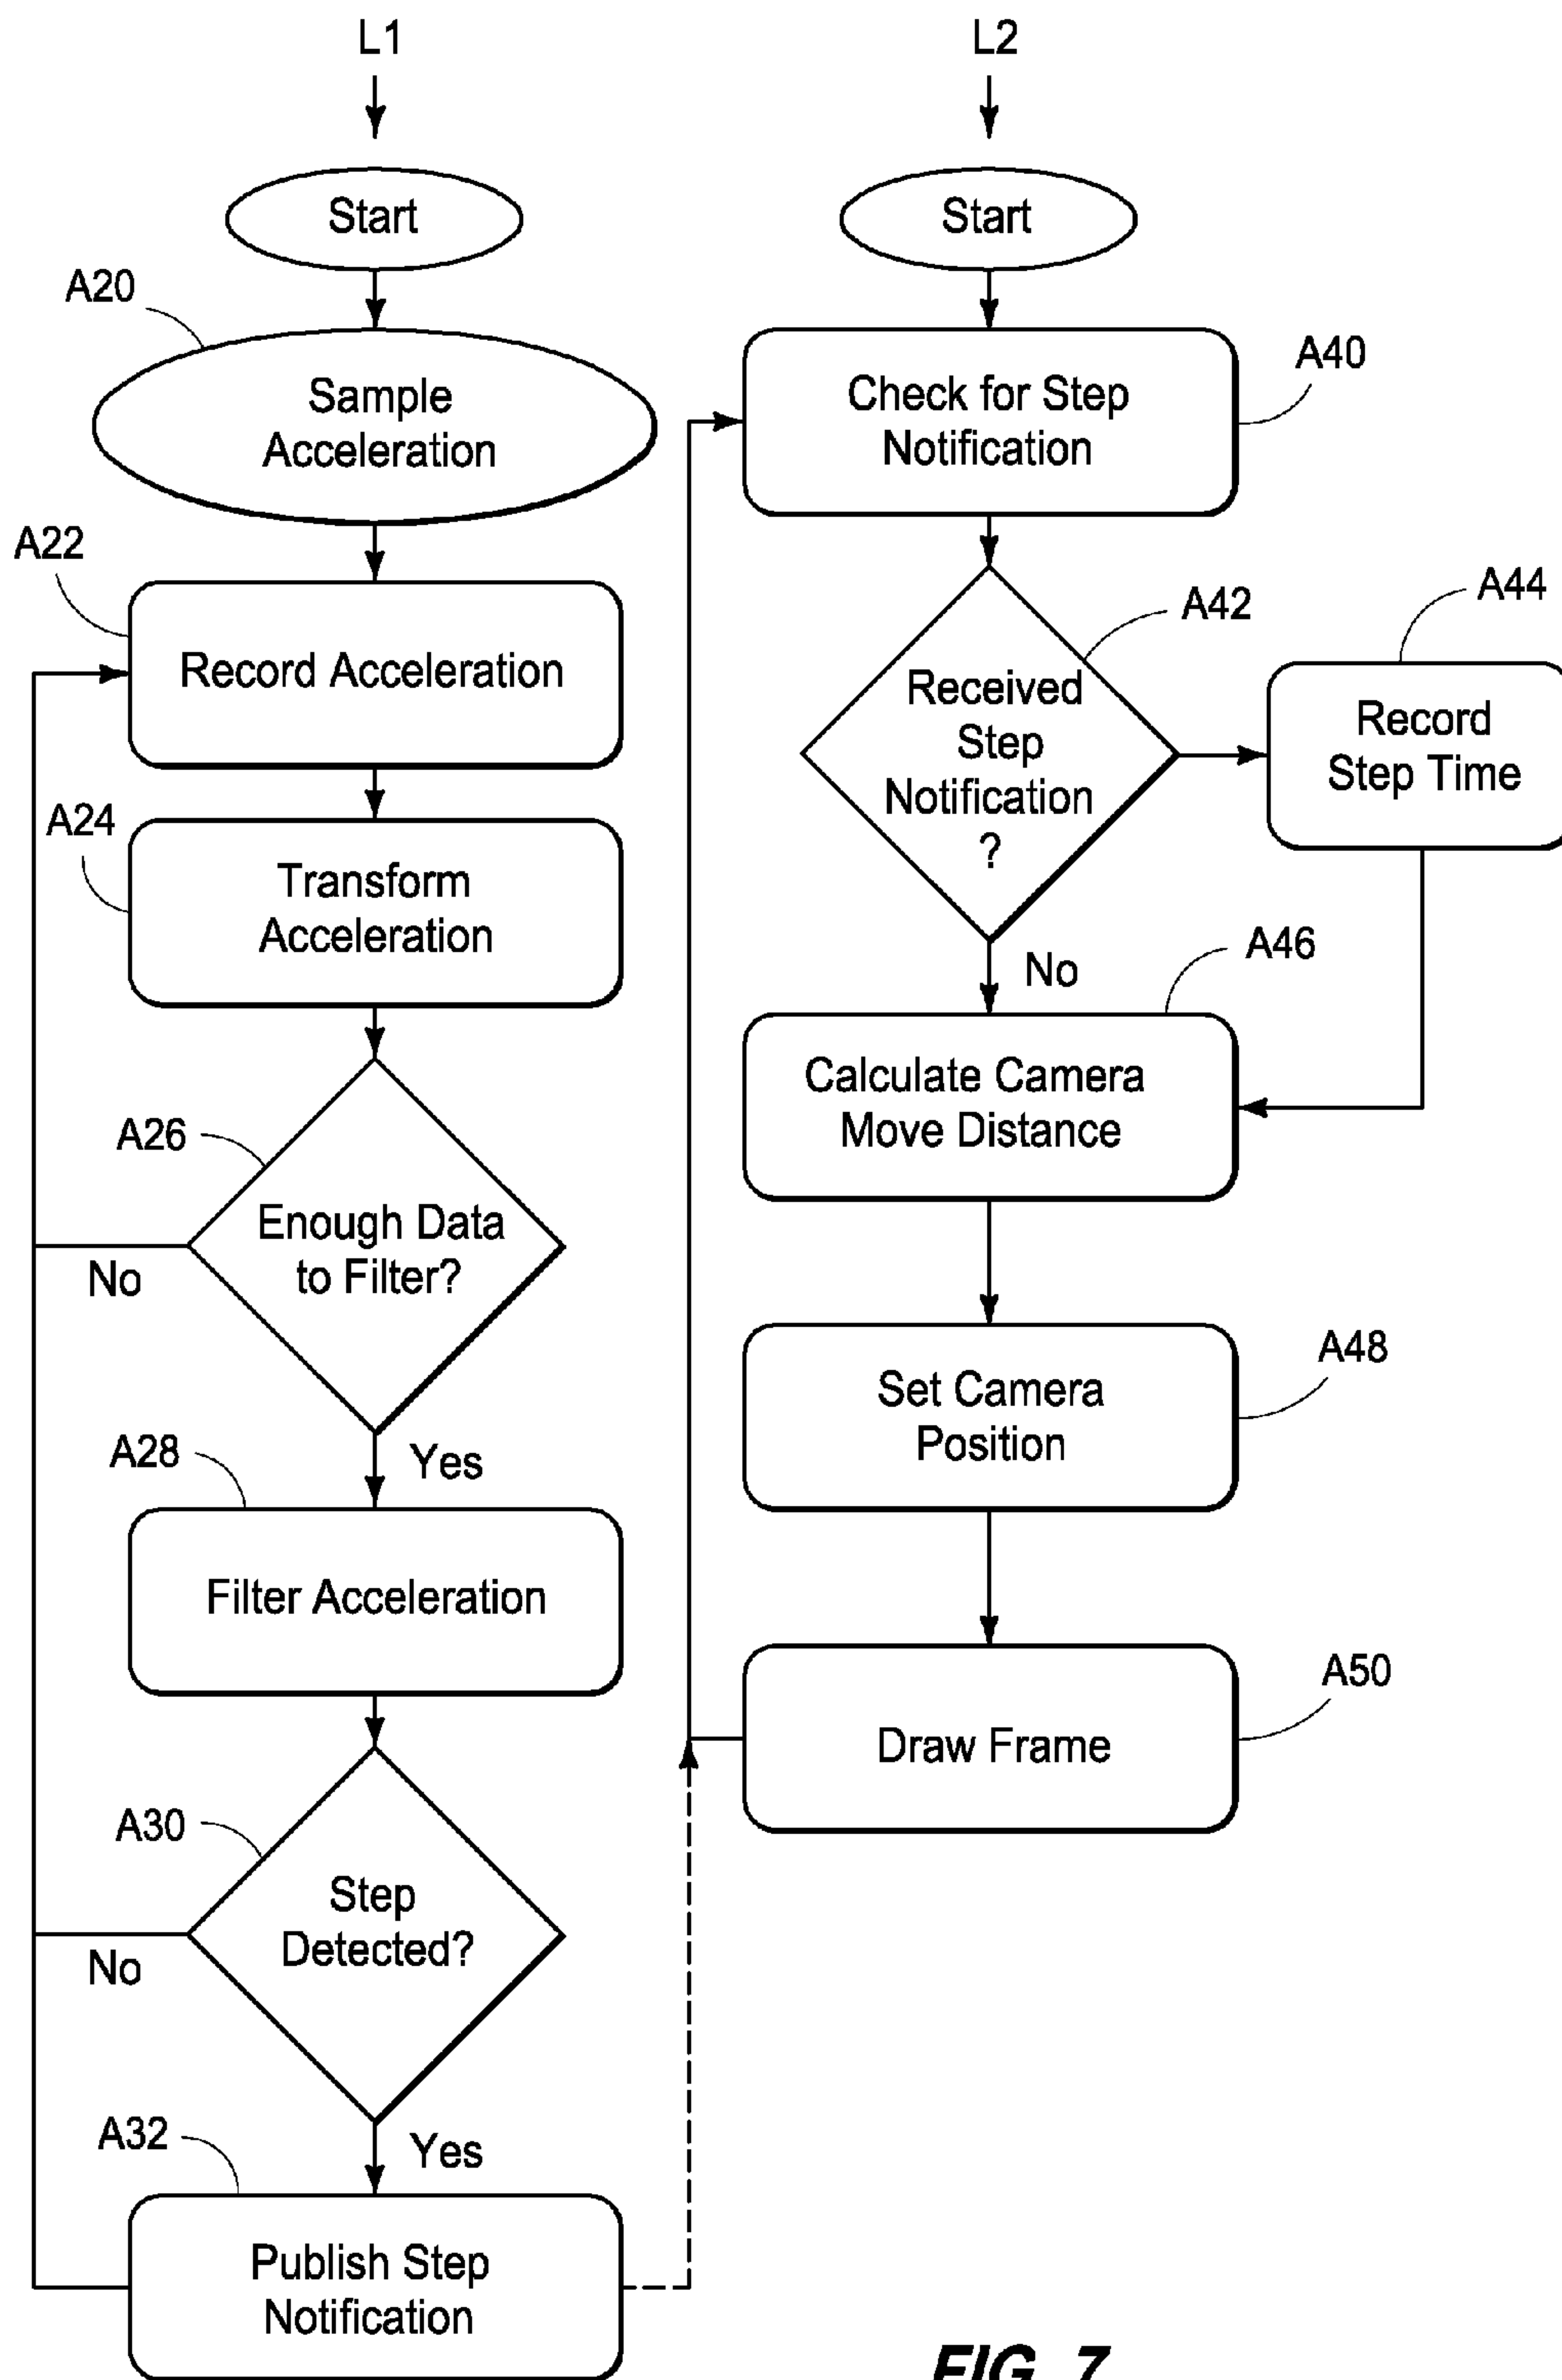 L1
Start
A20
Sample
Acceleration
A22
Record Acceleration
A24
Transform
Acceleration
A26
Enough Data
to Filter?
No
Yes
A28
Filter Acceleration
A30
Step
Detected?
No
Yes
A32
Publish Step
Notification
L2
Start
A40
Check for Step
Notification
A42
Received
Step
Notification
?
A44
Record
Step Time
No
A46
Calculate Camera
Move Distance
A48
Set Camera
Position
A50
Draw Frame
FIG. 7